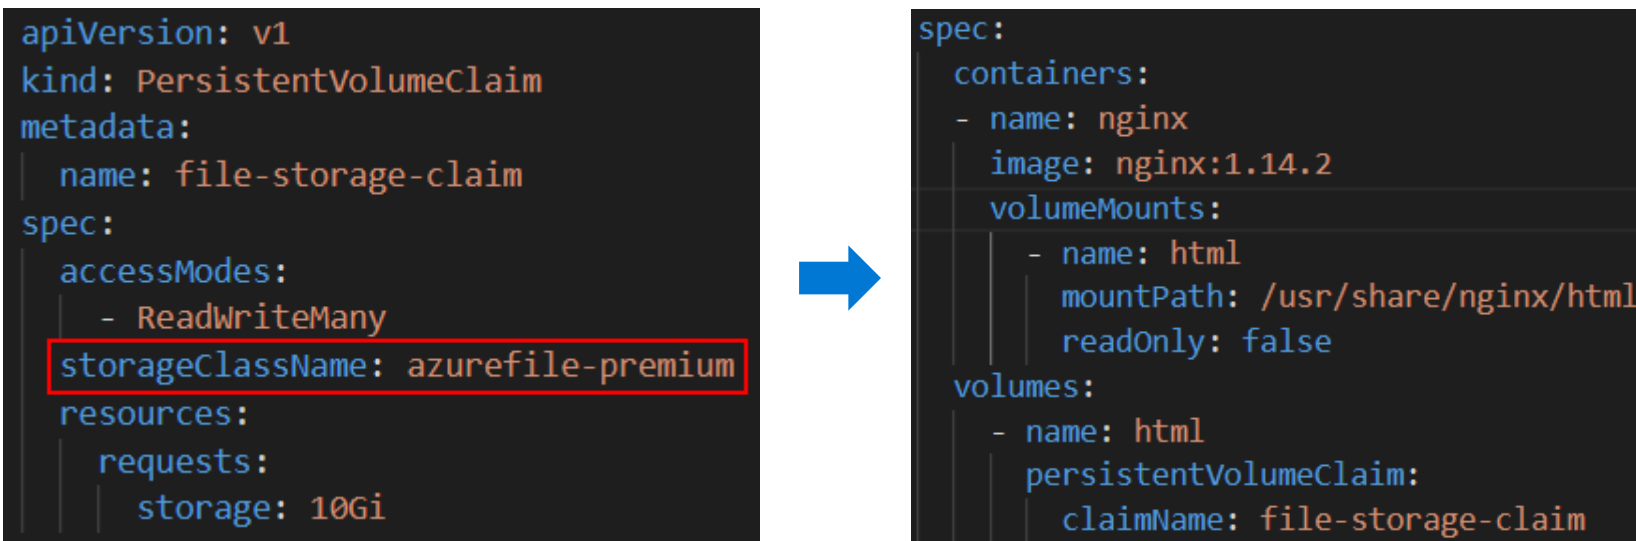 apiVersion: v1
kind: PersistentVolumeClaim
metadata:
  name: file-storage-claim
spec:
  accessModes:
    - ReadWriteMany
  storageClassName: azurefile-premium
  resources:
    requests:
      storage: 10Gi
spec:
  containers:
  - name: nginx
    image: nginx:1.14.2
    volumeMounts:
      - name: html
        mountPath: /usr/share/nginx/html
        readOnly: false
  volumes:
    - name: html
      persistentVolumeClaim:
        claimName: file-storage-claim